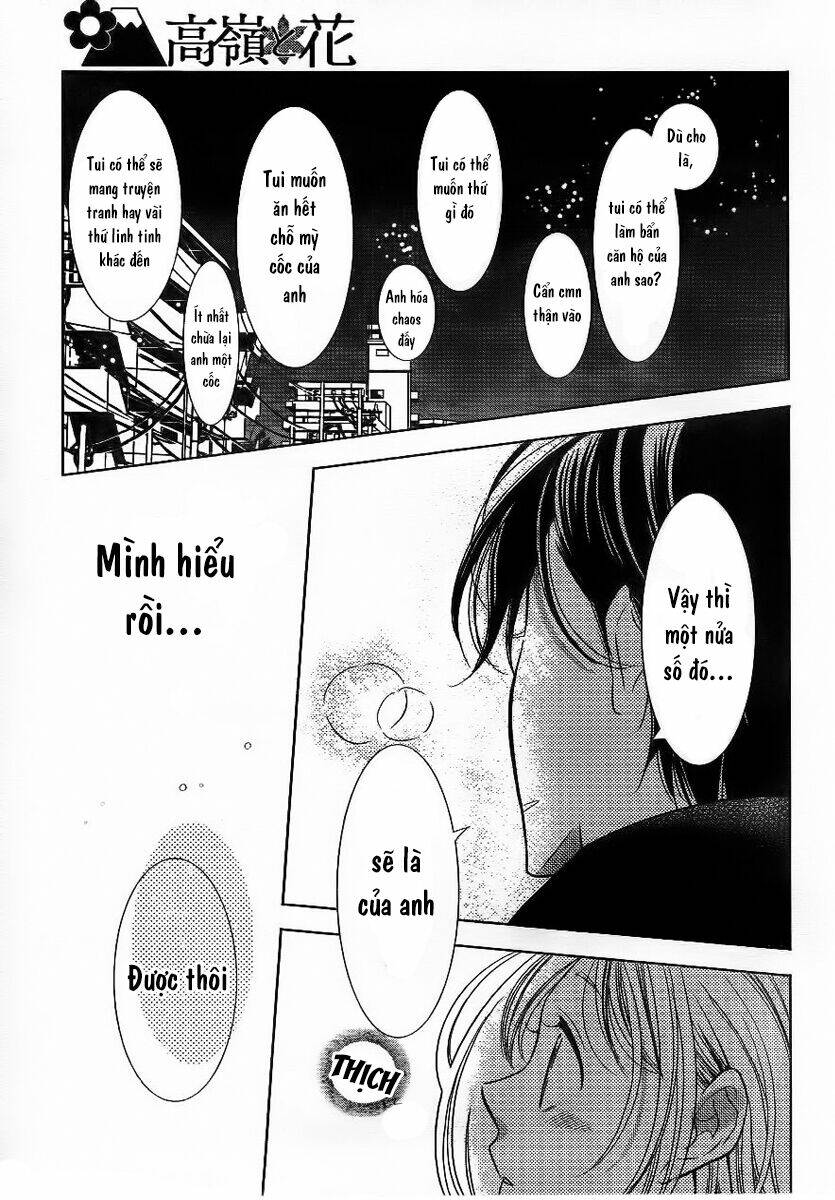 高嶺と花
Dù cho
là,
tui có thể
làm bẩn
căn hộ của
anh sao?
Cẩn cmn
thận vào
Tui có thể
muốn thứ
gì đó
Anh hóa
chaos
đấy
Tui muốn
ăn hết
chỗ mỳ
cốc của
anh
Ít nhất
chừa lại
anh một
cốc
Tui có thể sẽ
mang truyện
tranh hay vài
thứ linh tinh
khác đến
Vậy thì
một nửa
số đó...
sẽ là
của anh
Mình hiểu
rồi...
THỊCH
Được thôi